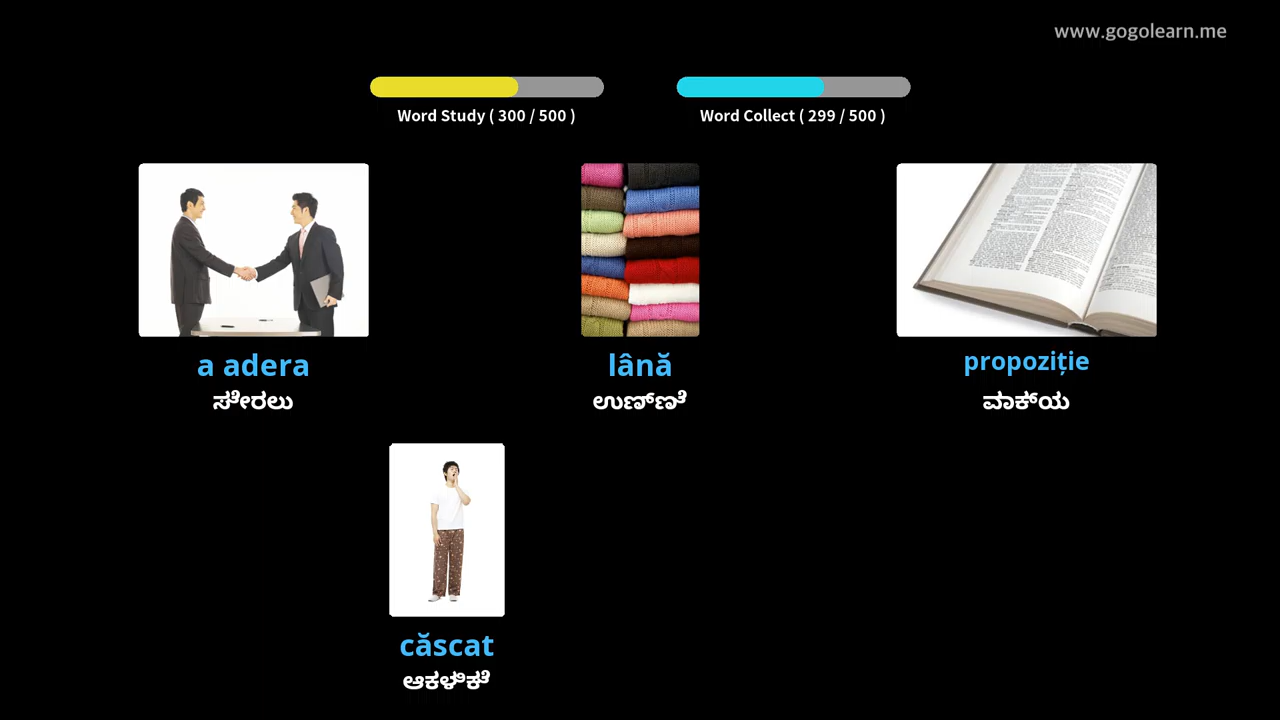 www.gogolearn.me
Word Study ( 300 / 500 )
Word Collect ( 299 / 500 )
a adera
ಸೇರಲು
lână
ಉಣ್ಣೆ
propoziție
ವಾಕ್ಯ
căscat
ಆಕಳಿಕೆ